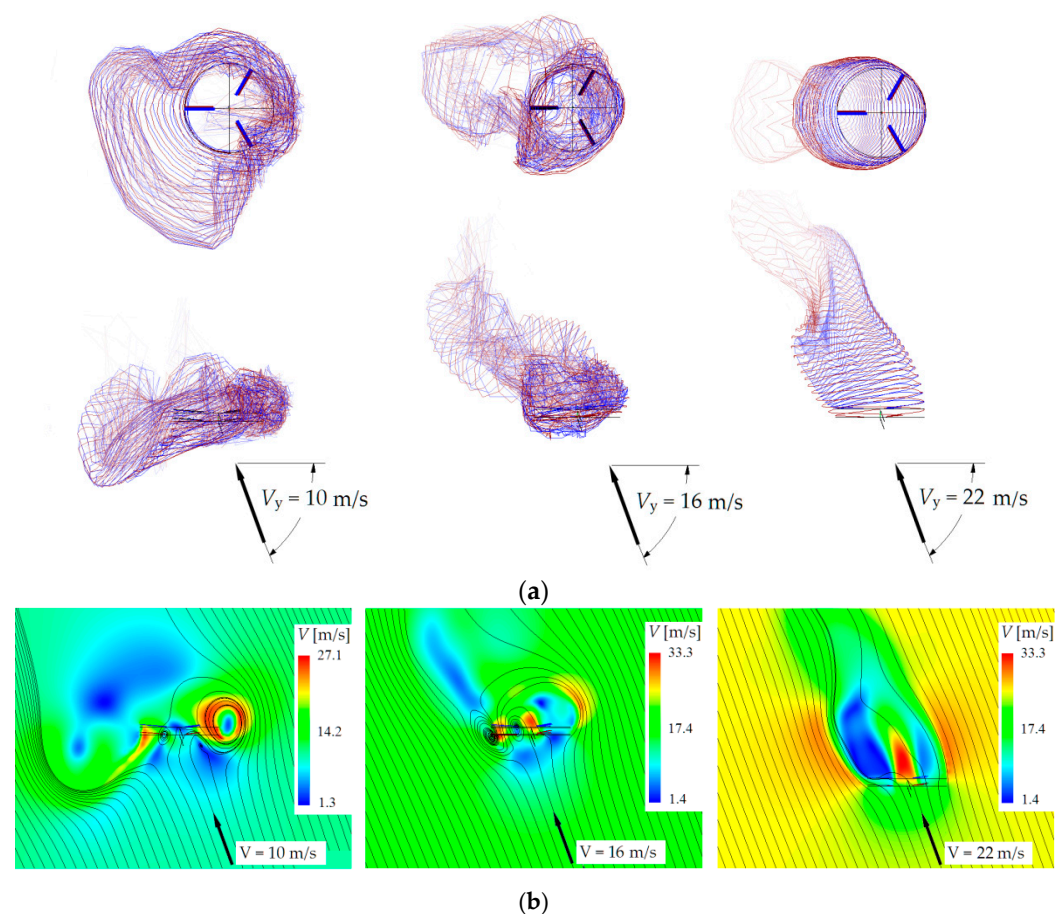 V_y = 10 m/s
V_y = 16 m/s
V_y = 22 m/s
(a)
V [m/s]
27.1
14.2
1.3
V = 10 m/s
V [m/s]
33.3
17.4
1.4
V = 16 m/s
V [m/s]
33.3
17.4
1.4
V = 22 m/s
(b)